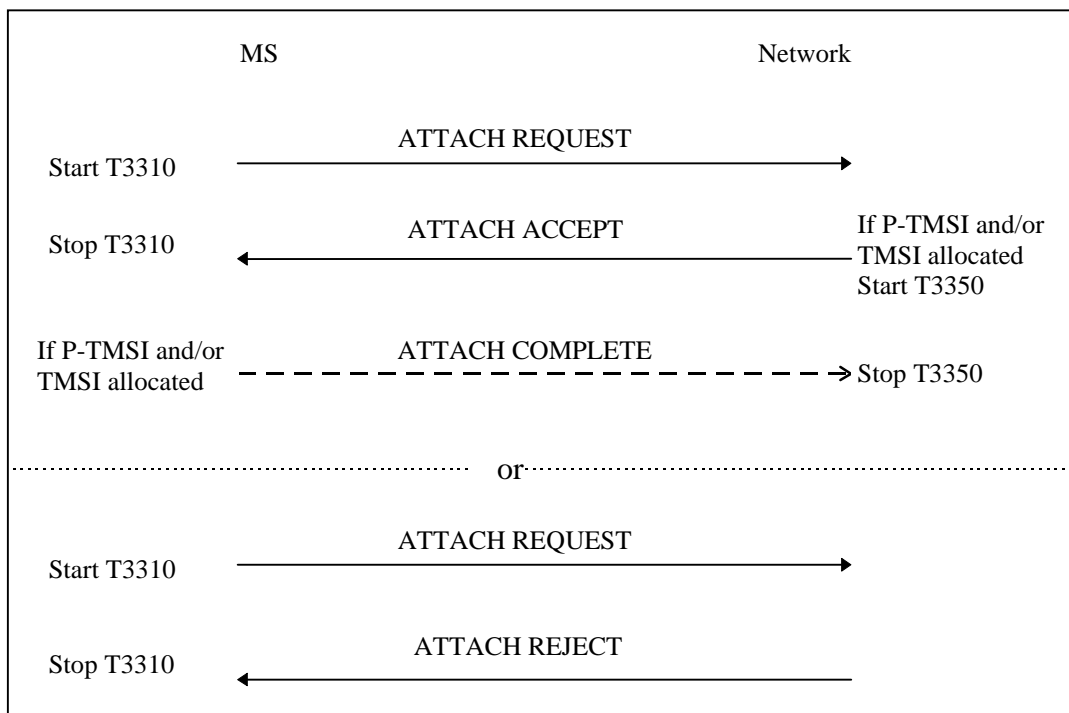 MS Network
ATTACH REQUEST
Start T3310
ATTACH ACCEPT
Stop T3310
If P-TMSI and/or
TMSI allocated
Start T3350
If P-TMSI and/or
TMSI allocated
ATTACH COMPLETE
Stop T3350
or
ATTACH REQUEST
Start T3310
ATTACH REJECT
Stop T3310